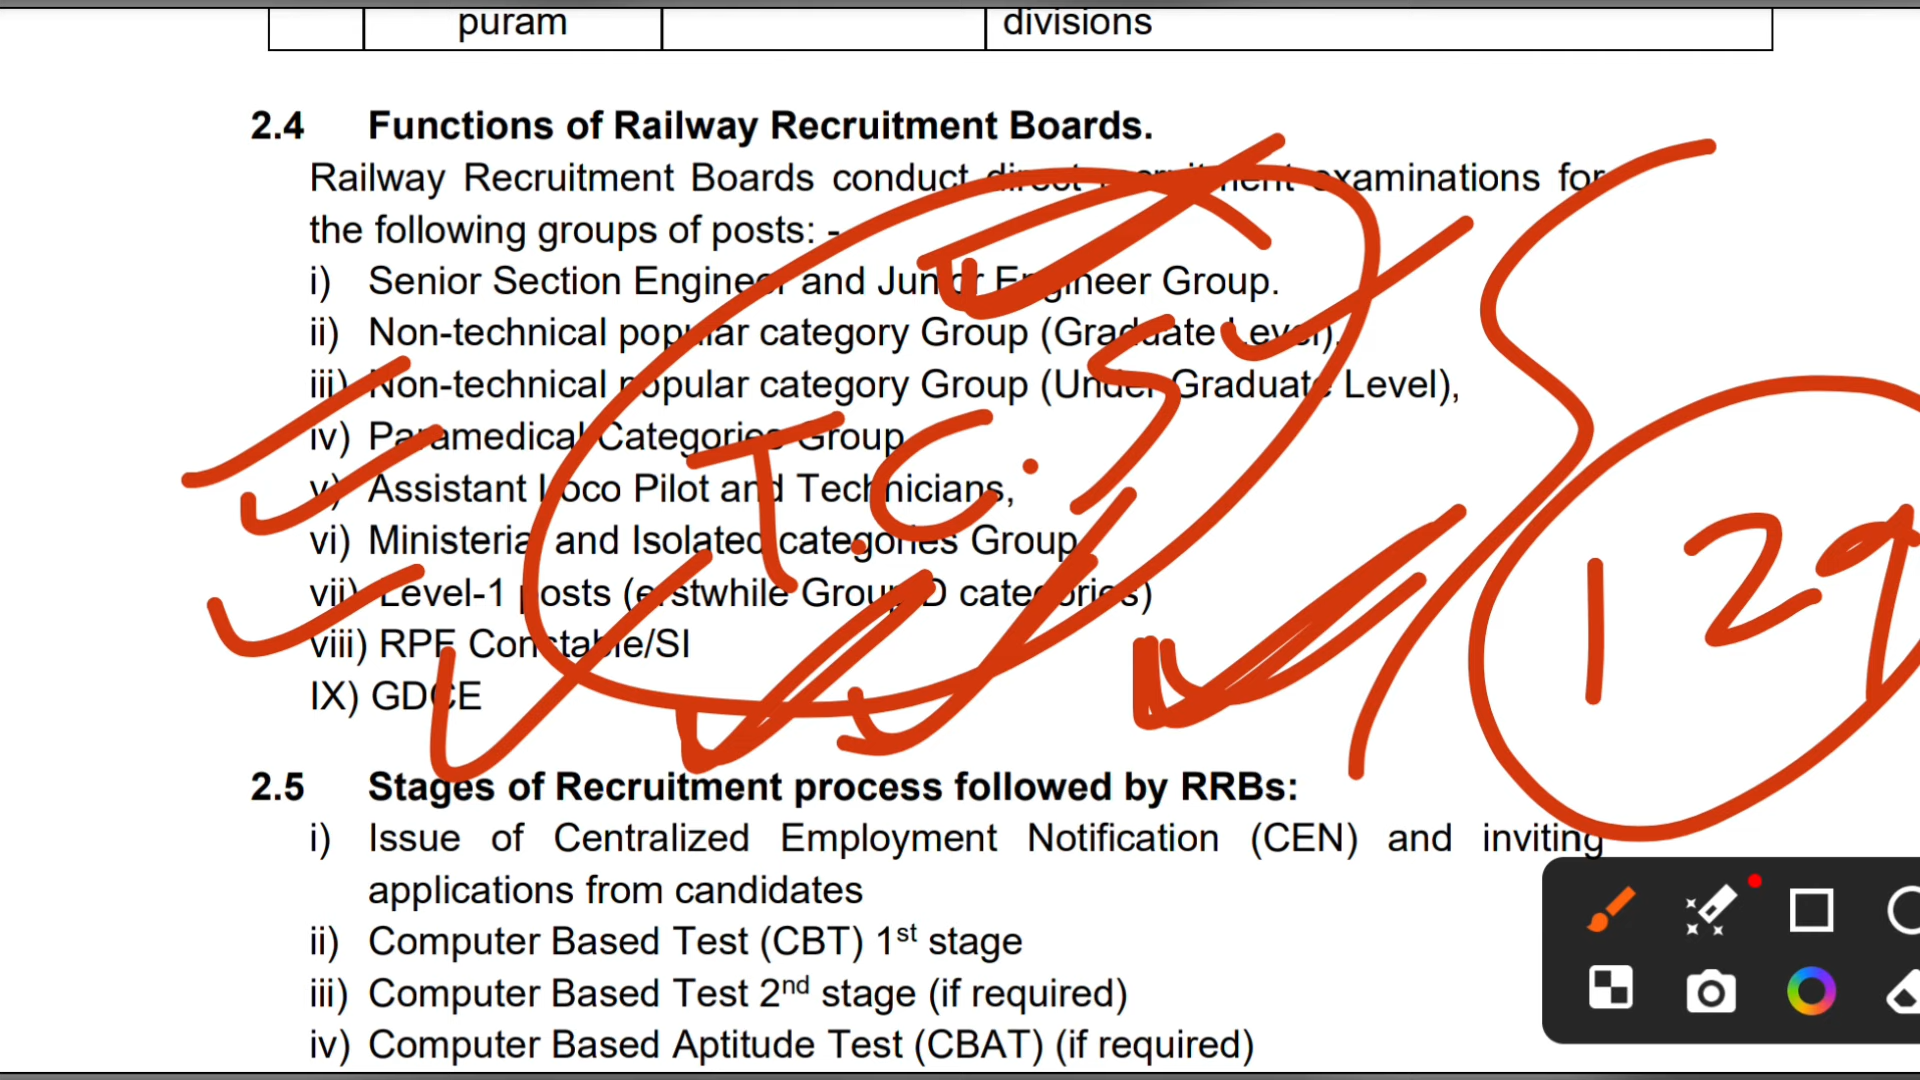 puram divisions
2.4 Functions of Railway Recruitment Boards.
Railway Recruitment Boards conduct direct recruitment examinations for
the following groups of posts: -
i) Senior Section Engineer and Junior Engineer Group.
ii) Non-technical popular category Group (Graduate Level),
iii) Non-technical popular category Group (Under Graduate Level),
iv) Paramedical Categories Group
v) Assistant Loco Pilot and Technicians,
vi) Ministerial and Isolated categories Group
vii) Level-1 posts (erstwhile Group D categories)
viii) RPF Constable/SI
IX) GDCE
T.C.S
129
2.5 Stages of Recruitment process followed by RRBs:
i) Issue of Centralized Employment Notification (CEN) and inviting
applications from candidates
ii) Computer Based Test (CBT) 1st stage
iii) Computer Based Test 2nd stage (if required)
iv) Computer Based Aptitude Test (CBAT) (if required)